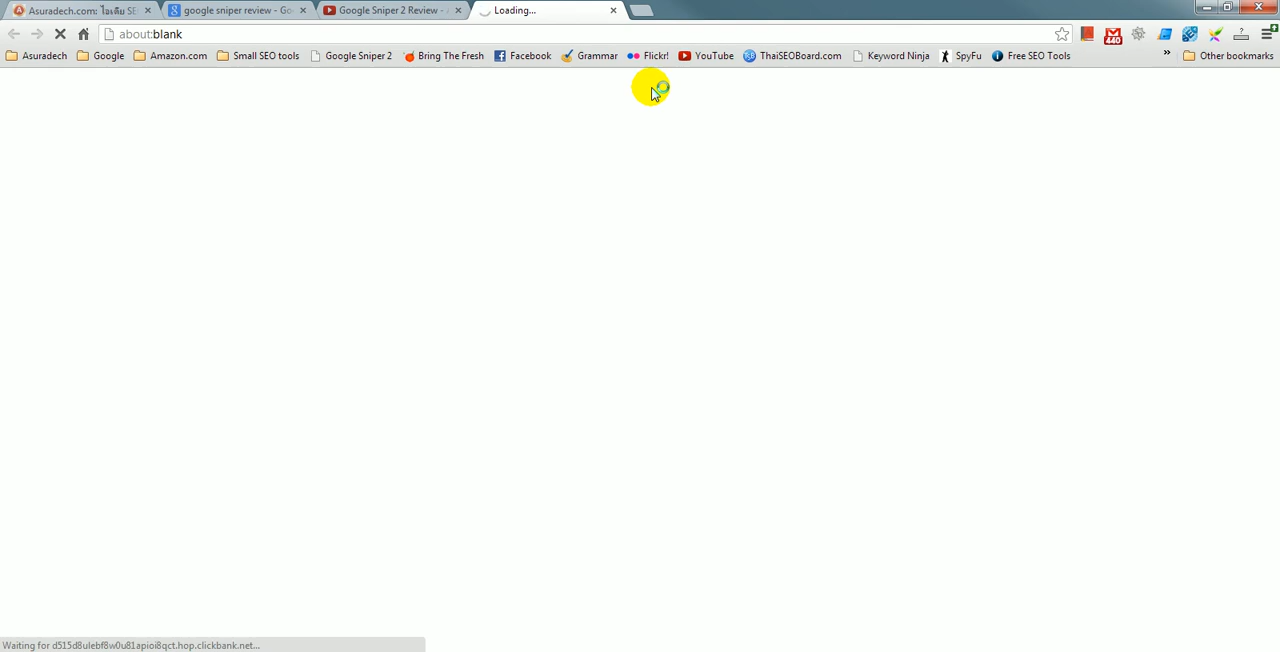 Asuradech.com: ไอเดีย SE
google sniper review - Go
Google Sniper 2 Review - A
Loading...
about:blank
Asuradech Google Amazon.com Small SEO tools Google Sniper 2 Bring The Fresh Facebook Grammar Flickr! YouTube ThaiSEOBoard.com Keyword Ninja SpyFu Free SEO Tools » Other bookmarks
Waiting for d515d8ulebf8w0u81apioi8qct.hop.clickbank.net...